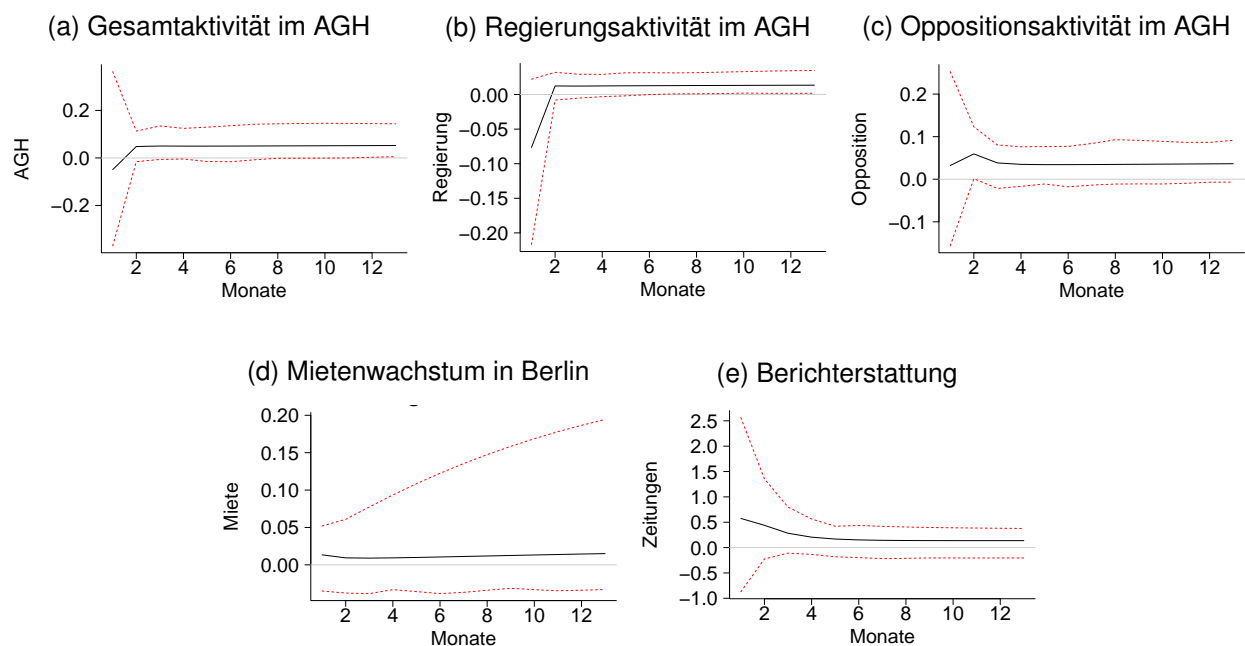 (a) Gesamtaktivität im AGH
0.2
0.0
−0.2
AGH
2 4 6 8 10 12
Monate
(b) Regierungsaktivität im AGH
0.00
−0.05
−0.10
−0.15
−0.20
Regierung
2 4 6 8 10 12
Monate
(c) Oppositionsaktivität im AGH
0.2
0.1
0.0
−0.1
Opposition
2 4 6 8 10 12
Monate
(d) Mietenwachstum in Berlin
0.20
0.15
0.10
0.05
0.00
Miete
2 4 6 8 10 12
Monate
(e) Berichterstattung
2.5
2.0
1.5
1.0
0.5
0.0
−0.5
−1.0
Zeitungen
2 4 6 8 10 12
Monate